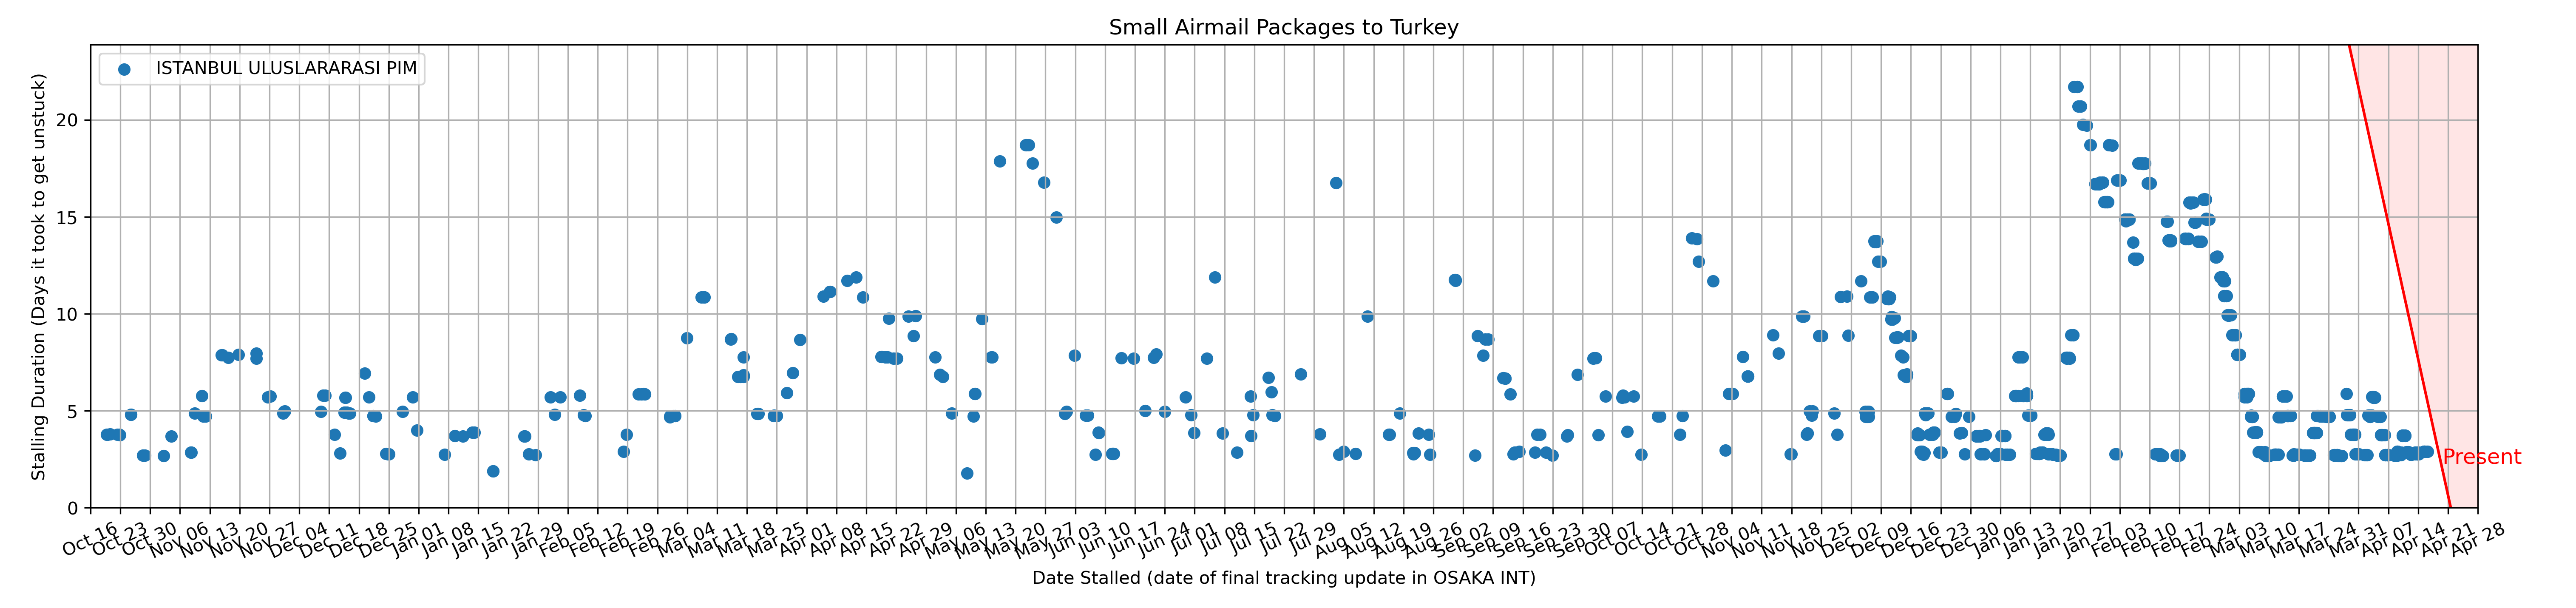 Small Airmail Packages to Turkey
ISTANBUL ULUSLARARASI PIM
Stalling Duration (Days it took to get unstuck)
20
15
10
5
0
Present
Oct 16 Oct 23 Oct 30 Nov 06 Nov 13 Nov 20 Nov 27 Dec 04 Dec 11 Dec 18 Dec 25 Jan 01 Jan 08 Jan 15 Jan 22 Jan 29 Feb 05 Feb 12 Feb 19 Feb 26 Mar 04 Mar 11 Mar 18 Mar 25 Apr 01 Apr 08 Apr 15 Apr 22 Apr 29 May 06 May 13 May 20 May 27 Jun 03 Jun 10 Jun 17 Jun 24 Jul 01 Jul 08 Jul 15 Jul 22 Jul 29 Aug 05 Aug 12 Aug 19 Aug 26 Sep 02 Sep 09 Sep 16 Sep 23 Sep 30 Oct 07 Oct 14 Oct 21 Oct 28 Nov 04 Nov 11 Nov 18 Nov 25 Dec 02 Dec 09 Dec 16 Dec 23 Dec 30 Jan 06 Jan 13 Jan 20 Jan 27 Feb 03 Feb 10 Feb 17 Feb 24 Mar 03 Mar 10 Mar 17 Mar 24 Mar 31 Apr 07 Apr 14 Apr 21 Apr 28
Date Stalled (date of final tracking update in OSAKA INT)